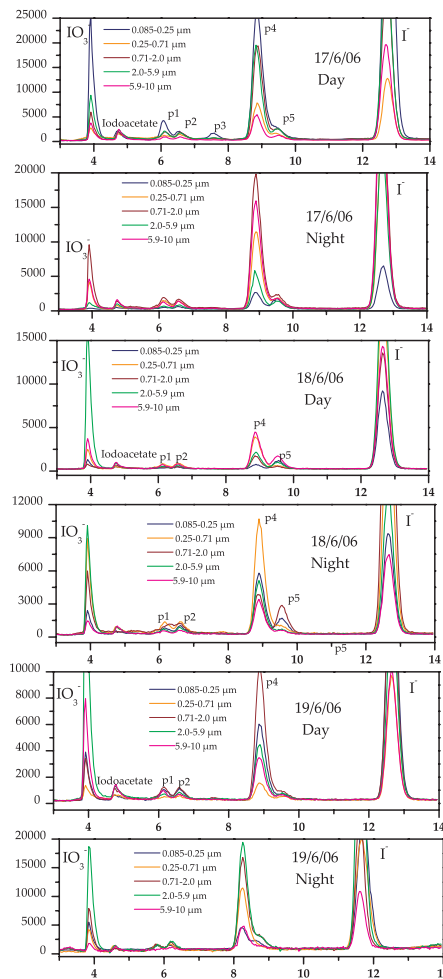 25000
20000
15000
10000
5000
0
IO3-
0.085-0.25 µm
0.25-0.71 µm
0.71-2.0 µm
2.0-5.9 µm
5.9-10 µm
Iodoacetate
p1
p2
p3
p4
p5
17/6/06
Day
I-
4 6 8 10 12 14
20000
15000
10000
5000
0
IO3-
0.085-0.25 µm
0.25-0.71 µm
0.71-2.0 µm
2.0-5.9 µm
5.9-10 µm
17/6/06
Night
I-
4 6 8 10 12 14
15000
10000
5000
0
IO3-
0.085-0.25 µm
0.25-0.71 µm
0.71-2.0 µm
2.0-5.9 µm
5.9-10 µm
Iodoacetate
p1
p2
p4
p5
18/6/06
Day
I-
4 6 8 10 12 14
12000
9000
6000
3000
0
IO3-
0.085-0.25 µm
0.25-0.71 µm
0.71-2.0 µm
2.0-5.9 µm
5.9-10 µm
p1
p2
p4
p5
18/6/06
Night
I-
4 6 8 10 12 14
p5
10000
8000
6000
4000
2000
0
IO3-
0.085-0.25 µm
0.25-0.71 µm
0.71-2.0 µm
2.0-5.9 µm
5.9-10 µm
Iodoacetate
p1
p2
p4
19/6/06
Day
I-
4 6 8 10 12 14
20000
15000
10000
5000
0
IO3-
0.085-0.25 µm
0.25-0.71 µm
0.71-2.0 µm
2.0-5.9 µm
5.9-10 µm
19/6/06
Night
I-
4 6 8 10 12 14